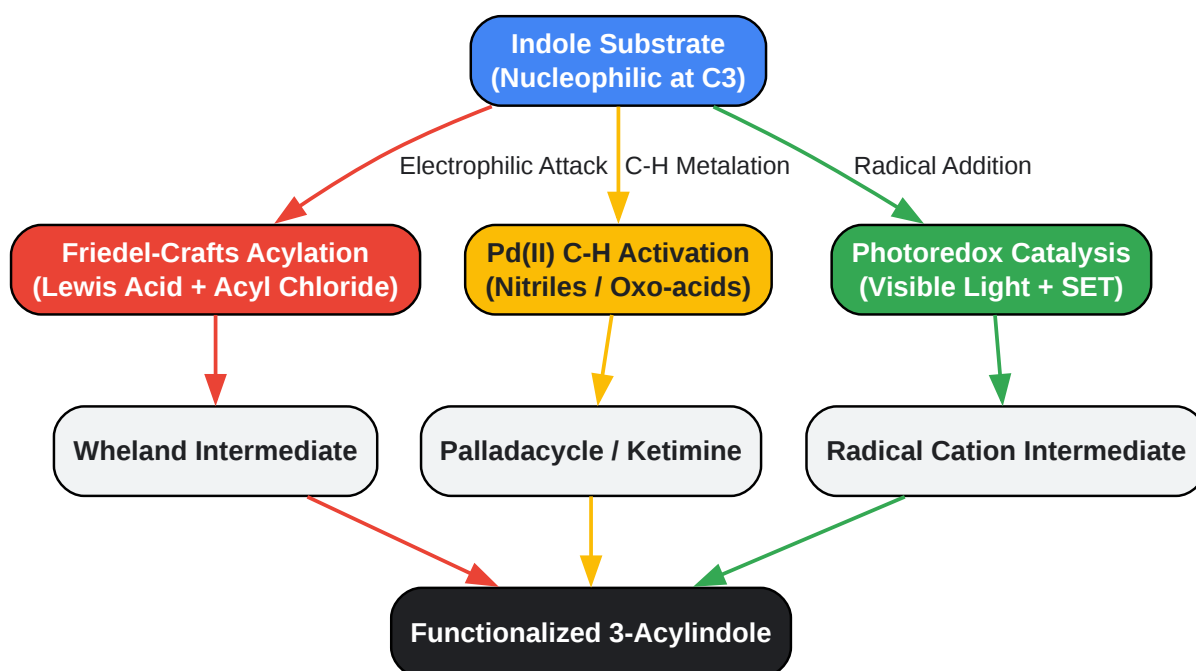 Indole Substrate
(Nucleophilic at C3)
Electrophilic Attack
C-H Metalation
Radical Addition
Friedel-Crafts Acylation
(Lewis Acid + Acyl Chloride)
Pd(II) C-H Activation
(Nitriles / Oxo-acids)
Photoredox Catalysis
(Visible Light + SET)
Wheland Intermediate
Palladacycle / Ketimine
Radical Cation Intermediate
Functionalized 3-Acylindole